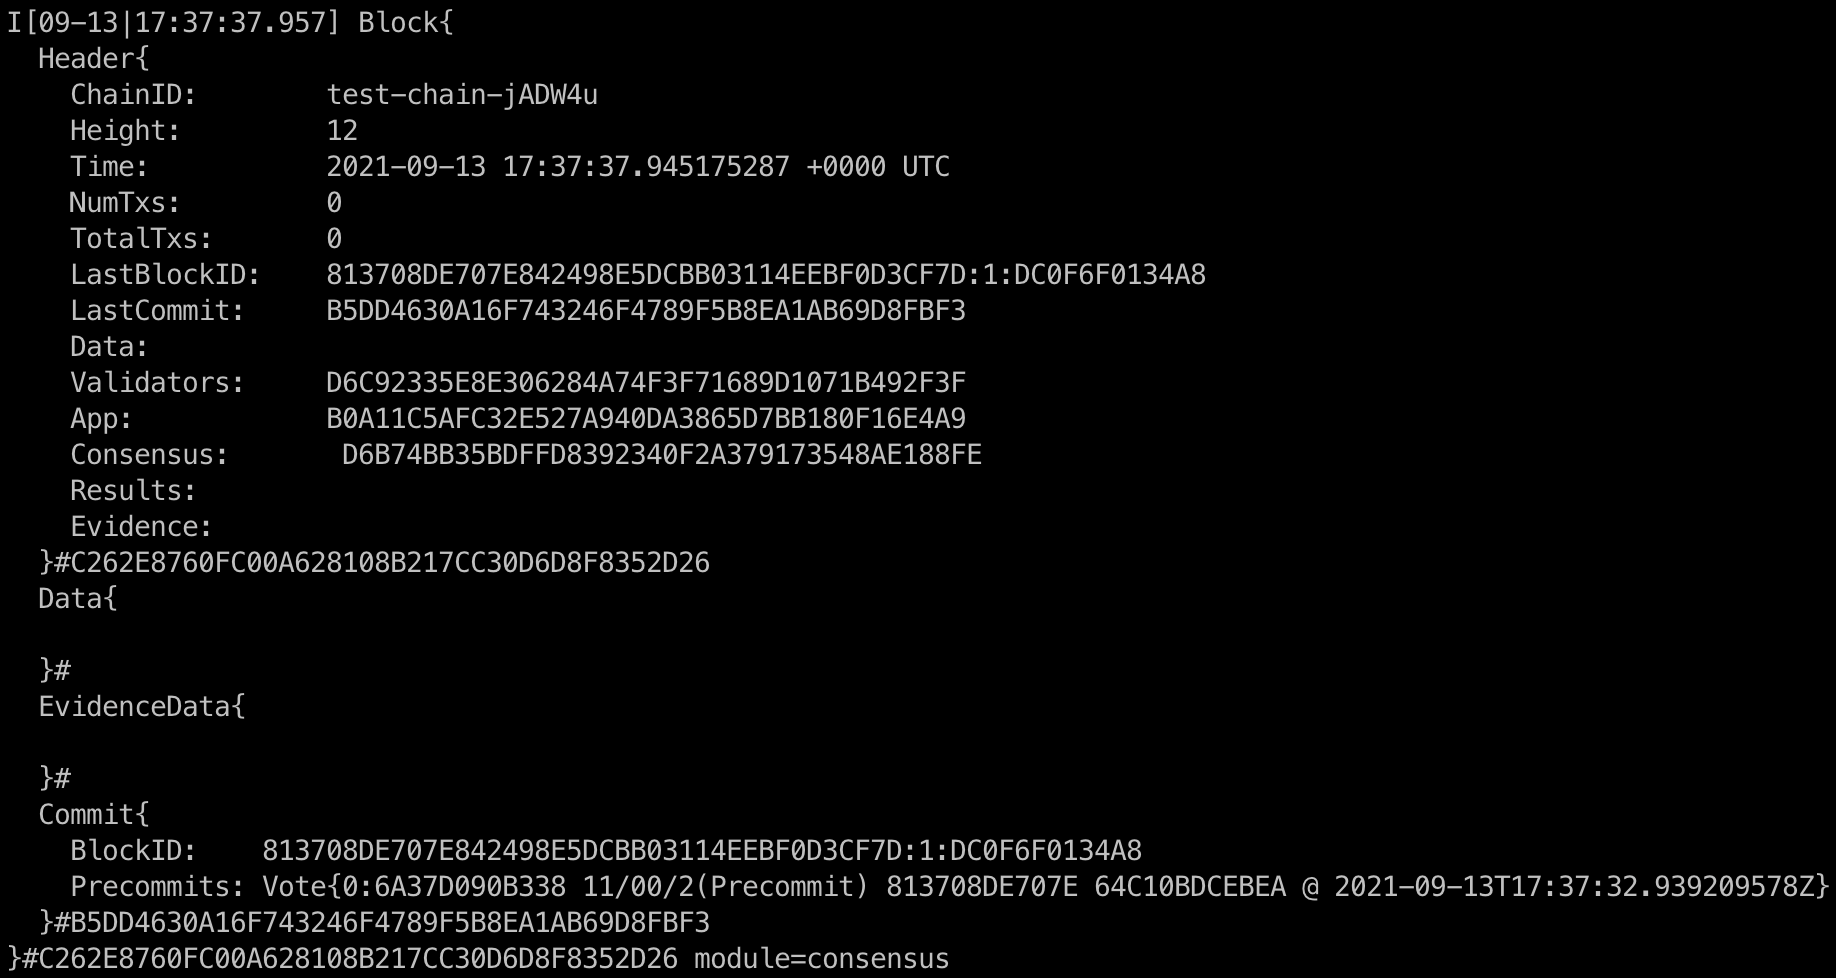 I[09-13|17:37:37.957] Block{
  Header{
    ChainID:        test-chain-jADW4u
    Height:         12
    Time:           2021-09-13 17:37:37.945175287 +0000 UTC
    NumTxs:         0
    TotalTxs:       0
    LastBlockID:    813708DE707E842498E5DCBB03114EEBF0D3CF7D:1:DC0F6F0134A8
    LastCommit:     B5DD4630A16F743246F4789F5B8EA1AB69D8FBF3
    Data:
    Validators:     D6C92335E8E306284A74F3F71689D1071B492F3F
    App:            B0A11C5AFC32E527A940DA3865D7BB180F16E4A9
    Consensus:       D6B74BB35BDFFD8392340F2A379173548AE188FE
    Results:
    Evidence:
  }#C262E8760FC00A628108B217CC30D6D8F8352D26
  Data{

  }#
  EvidenceData{

  }#
  Commit{
    BlockID:    813708DE707E842498E5DCBB03114EEBF0D3CF7D:1:DC0F6F0134A8
    Precommits: Vote{0:6A37D090B338 11/00/2(Precommit) 813708DE707E 64C10BDCEBEA @ 2021-09-13T17:37:32.939209578Z}
  }#B5DD4630A16F743246F4789F5B8EA1AB69D8FBF3
}#C262E8760FC00A628108B217CC30D6D8F8352D26 module=consensus